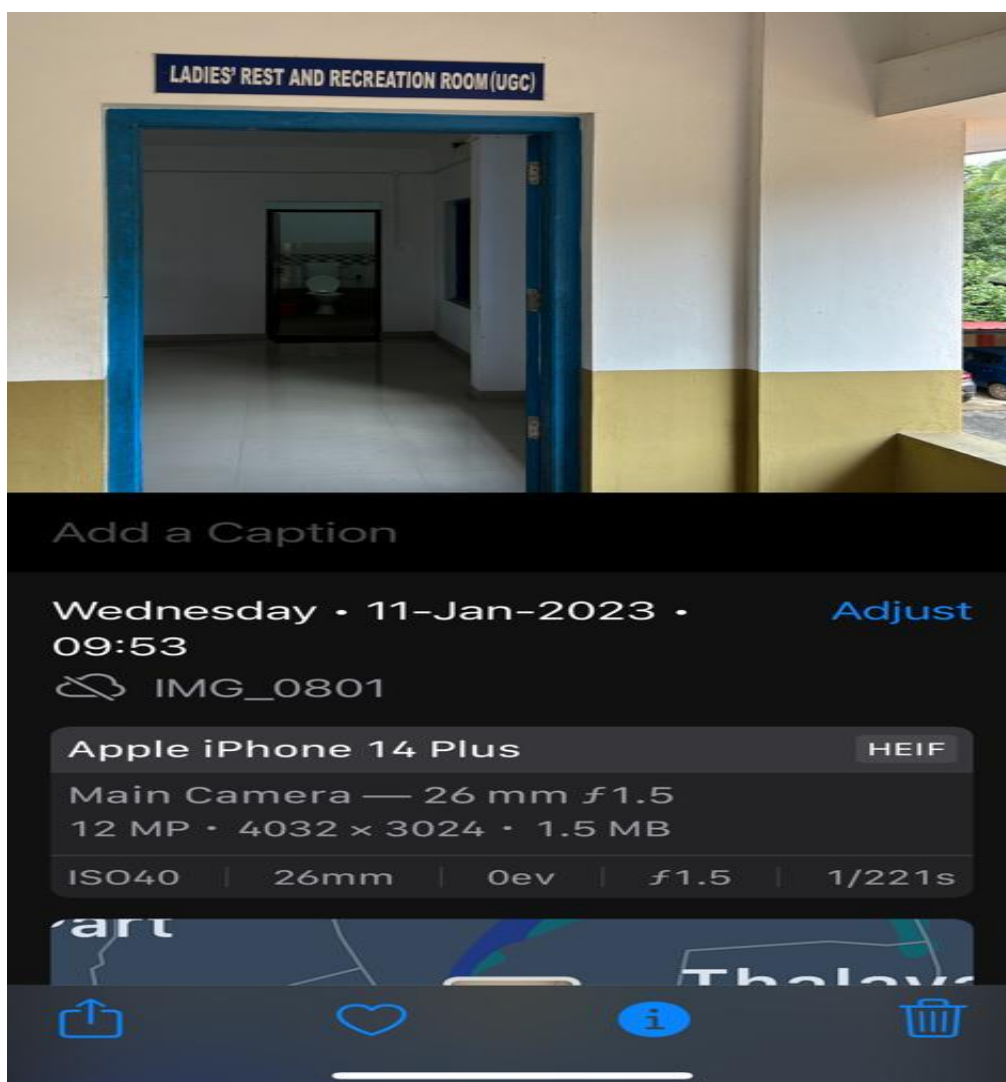 LADIES' REST AND RECREATION ROOM (UGC)
Add a Caption
Wednesday • 11-Jan-2023 •
Adjust
09:53
IMG_0801
Apple iPhone 14 Plus
HEIF
Main Camera — 26 mm ƒ1.5
12 MP • 4032 x 3024 • 1.5 MB
ISO40 | 26mm | 0ev | ƒ1.5 | 1/221s